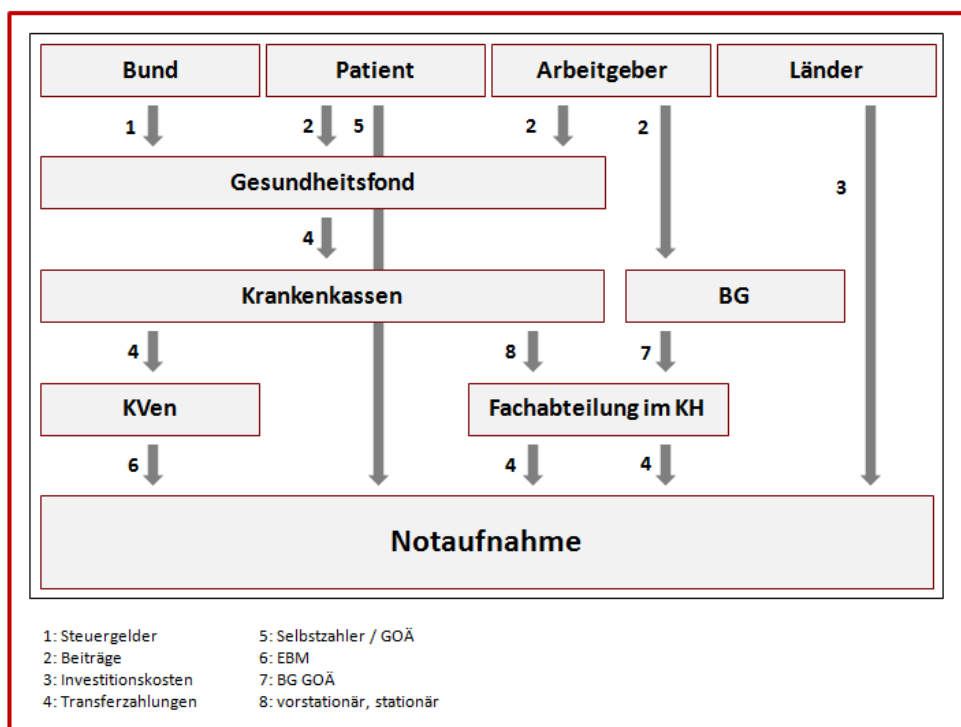 Bund Patient Arbeitgeber Länder
1 2 5 2 2
Gesundheitsfond
3
4
Krankenkassen BG
4 8 7
KVen Fachabteilung im KH
6 4 4
Notaufnahme
1: Steuergelder 5: Selbstzahler / GOÄ
2: Beiträge 6: EBM
3: Investitionskosten 7: BG GOÄ
4: Transferzahlungen 8: vorstationär, stationär